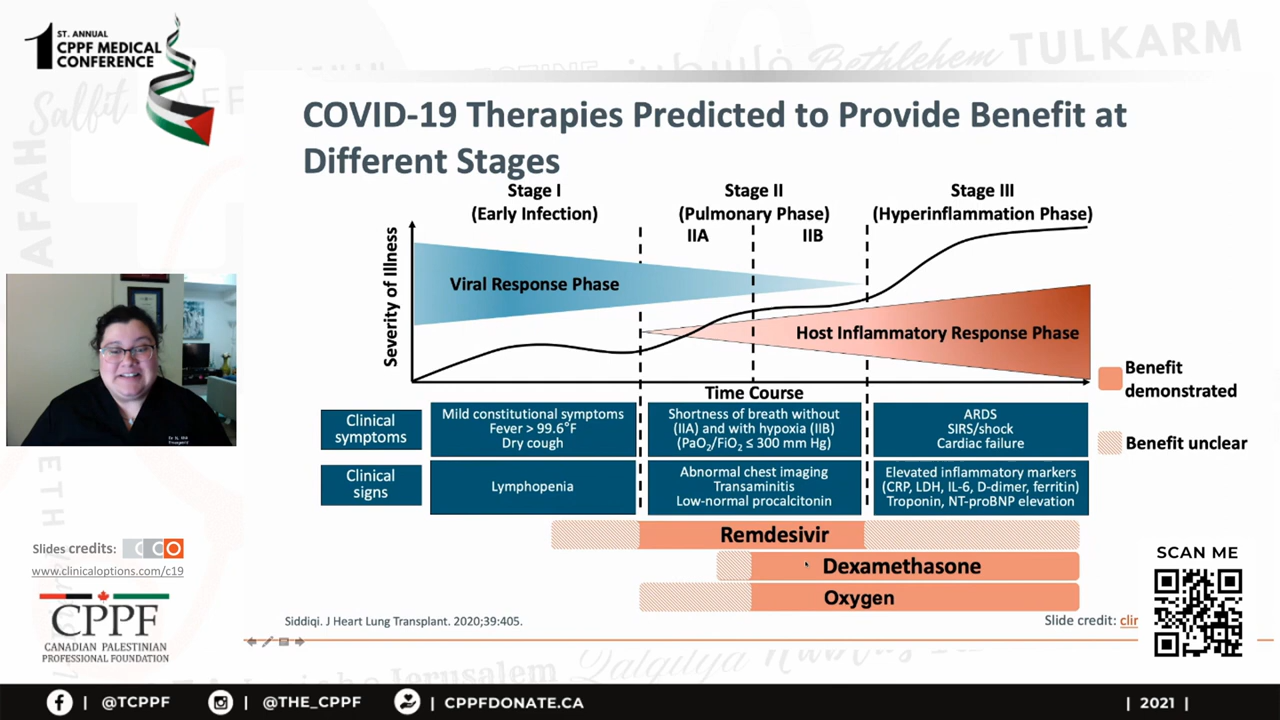 ST. ANNUAL
1 CPPF MEDICAL
CONFERENCE
Salfit
Bethlehem
TULKARM
COVID-19 Therapies Predicted to Provide Benefit at
Different Stages
Stage I
(Early Infection)
Stage II
(Pulmonary Phase)
IIA
IIB
Stage III
(Hyperinflammation Phase)
Severity of Illness
Viral Response Phase
Host Inflammatory Response Phase
Time Course
Benefit
demonstrated
Benefit unclear
Clinical
symptoms
Mild constitutional symptoms
Fever > 99.6°F
Dry cough
Shortness of breath without
(IIA) and with hypoxia (IIB)
(PaO₂/FiO₂ ≤ 300 mm Hg)
ARDS
SIRS/shock
Cardiac failure
Clinical
signs
Lymphopenia
Abnormal chest imaging
Transaminitis
Low-normal procalcitonin
Elevated inflammatory markers
(CRP, LDH, IL-6, D-dimer, ferritin)
Troponin, NT-proBNP elevation
Remdesivir
Dexamethasone
Oxygen
Siddiqi. J Heart Lung Transplant. 2020;39:405.
Slide credit: clir
Slides credits: CCO
www.clinicaloptions.com/c19
CPPF
CANADIAN PALESTINIAN
PROFESSIONAL FOUNDATION
SCAN ME
Jerusalem
Qalqilya
| @TCPPF
| @THE_CPPF
| CPPFDONATE.CA
| 2021 |